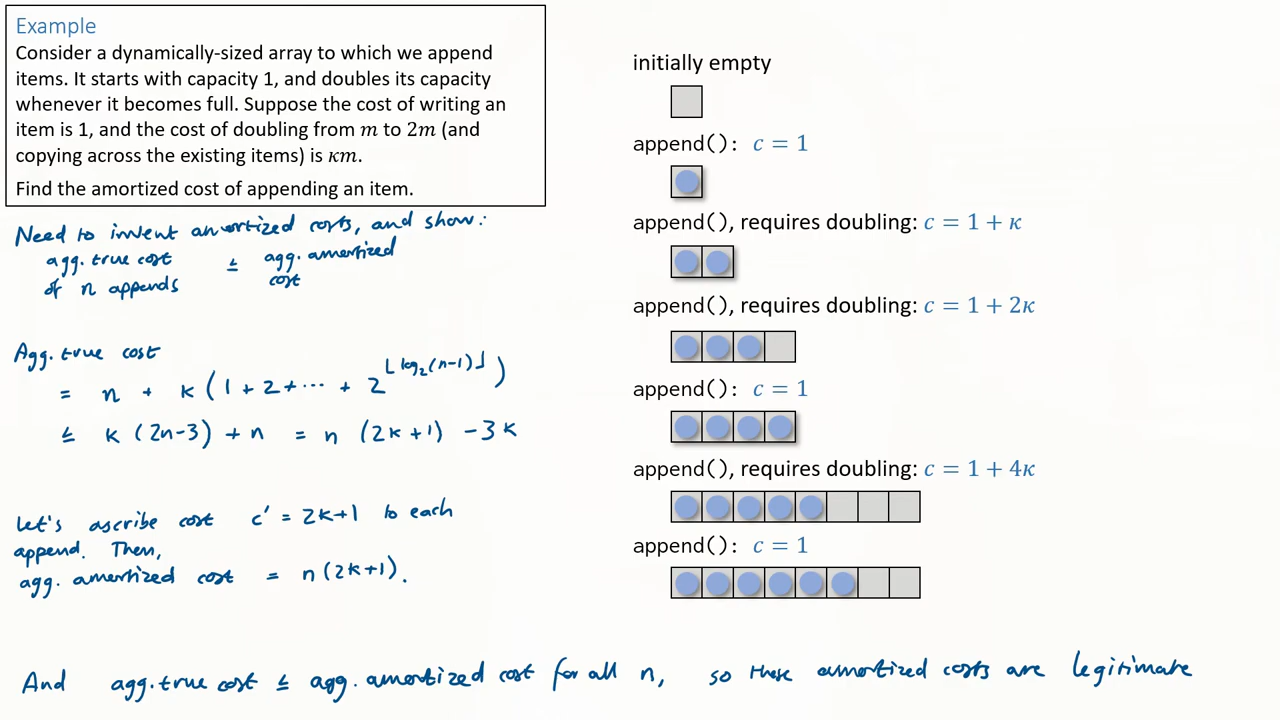 Example
Consider a dynamically-sized array to which we append
items. It starts with capacity 1, and doubles its capacity
whenever it becomes full. Suppose the cost of writing an
item is 1, and the cost of doubling from m to 2m (and
copying across the existing items) is κm.
Find the amortized cost of appending an item.
Need to invent amortized costs, and show:
agg. true cost ≤ agg. amortized
of n appends cost
Agg. true cost
= n + κ(1 + 2 + ⋯ + 2^⌊log₂(n-1)⌋)
≤ κ(2n-3) + n = n (2κ+1) - 3κ
Let's ascribe cost c' = 2κ+1 to each
append. Then,
agg. amortized cost = n(2κ+1).
And agg. true cost ≤ agg. amortized cost for all n, so these amortized costs are legitimate
initially empty
append(): c = 1
append(), requires doubling: c = 1 + κ
append(), requires doubling: c = 1 + 2κ
append(): c = 1
append(), requires doubling: c = 1 + 4κ
append(): c = 1